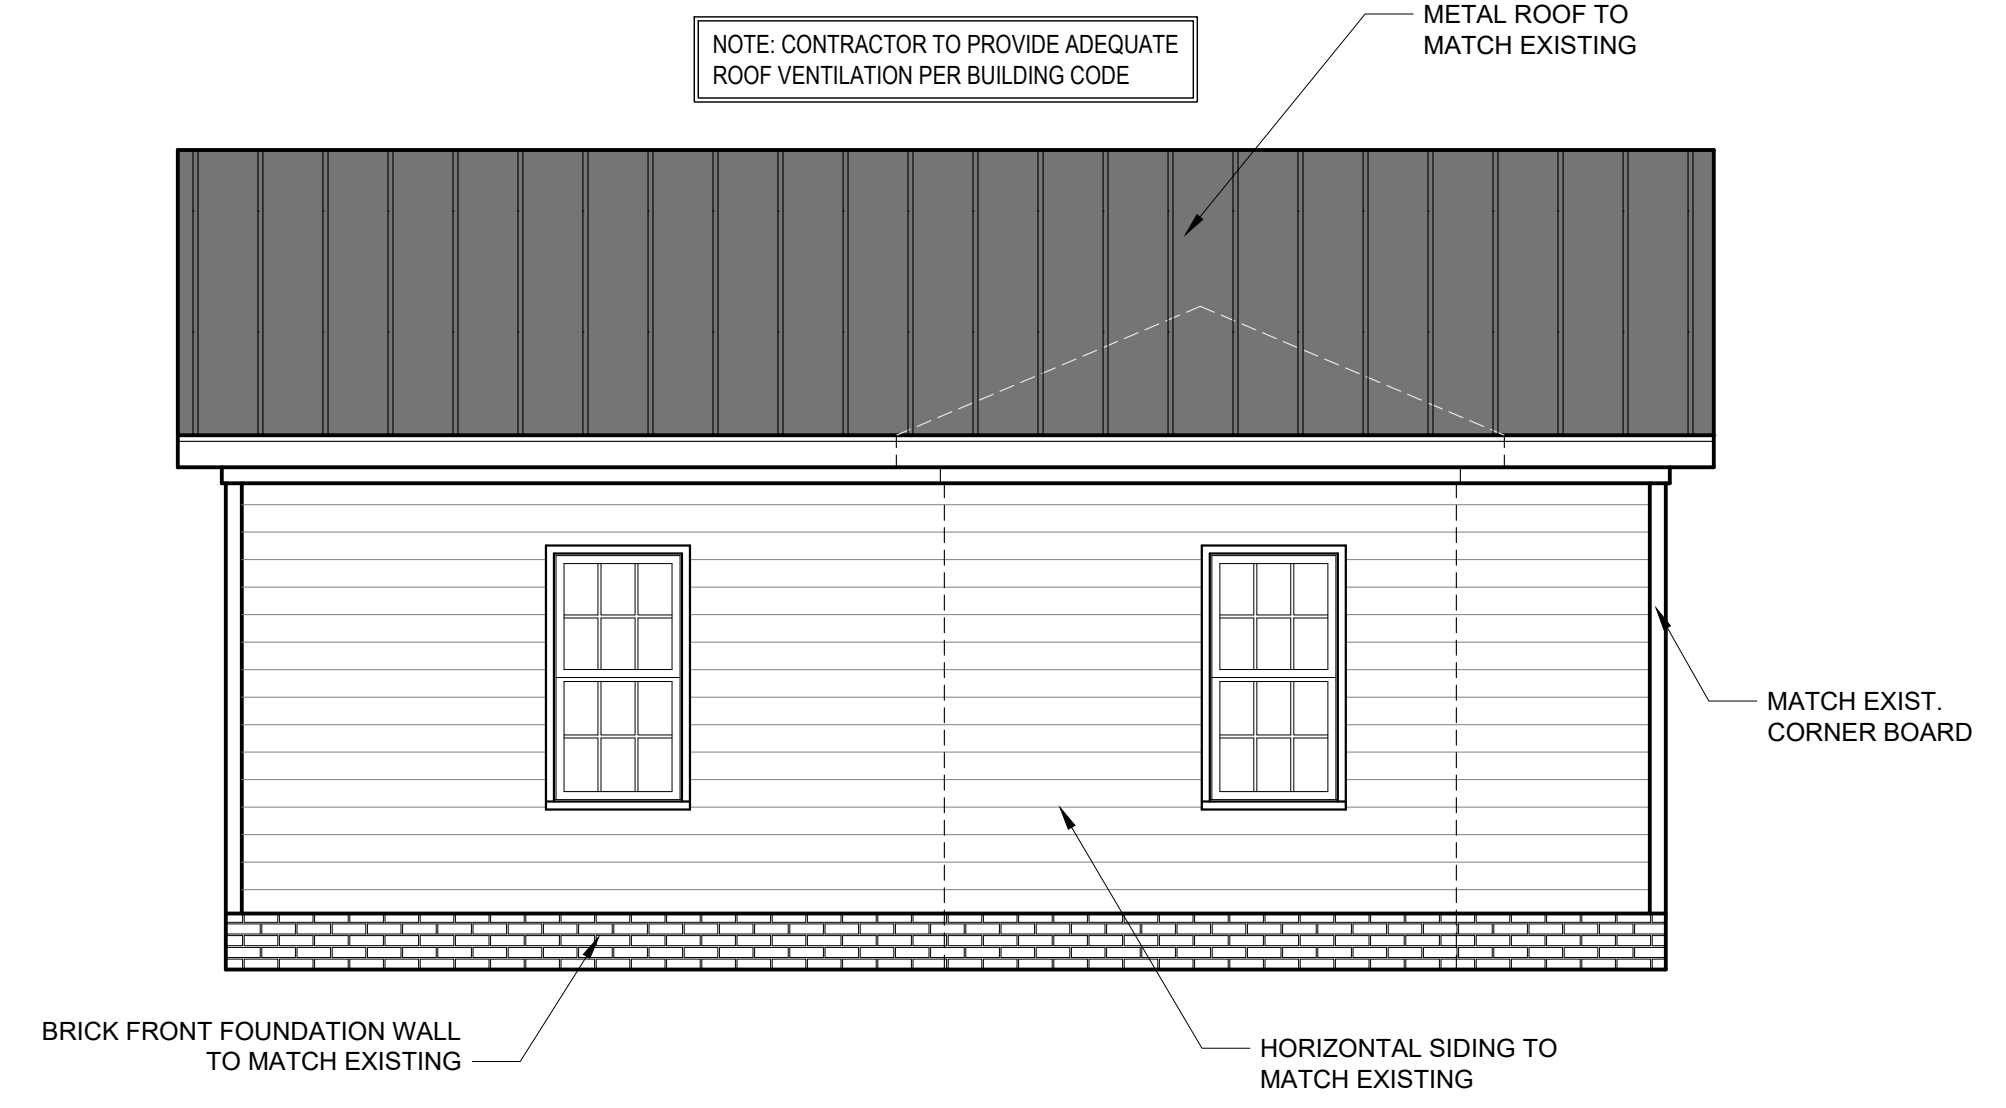 METAL ROOF TO
MATCH EXISTING
NOTE: CONTRACTOR TO PROVIDE ADEQUATE
ROOF VENTILATION PER BUILDING CODE
MATCH EXIST.
CORNER BOARD
BRICK FRONT FOUNDATION WALL
TO MATCH EXISTING
HORIZONTAL SIDING TO
MATCH EXISTING